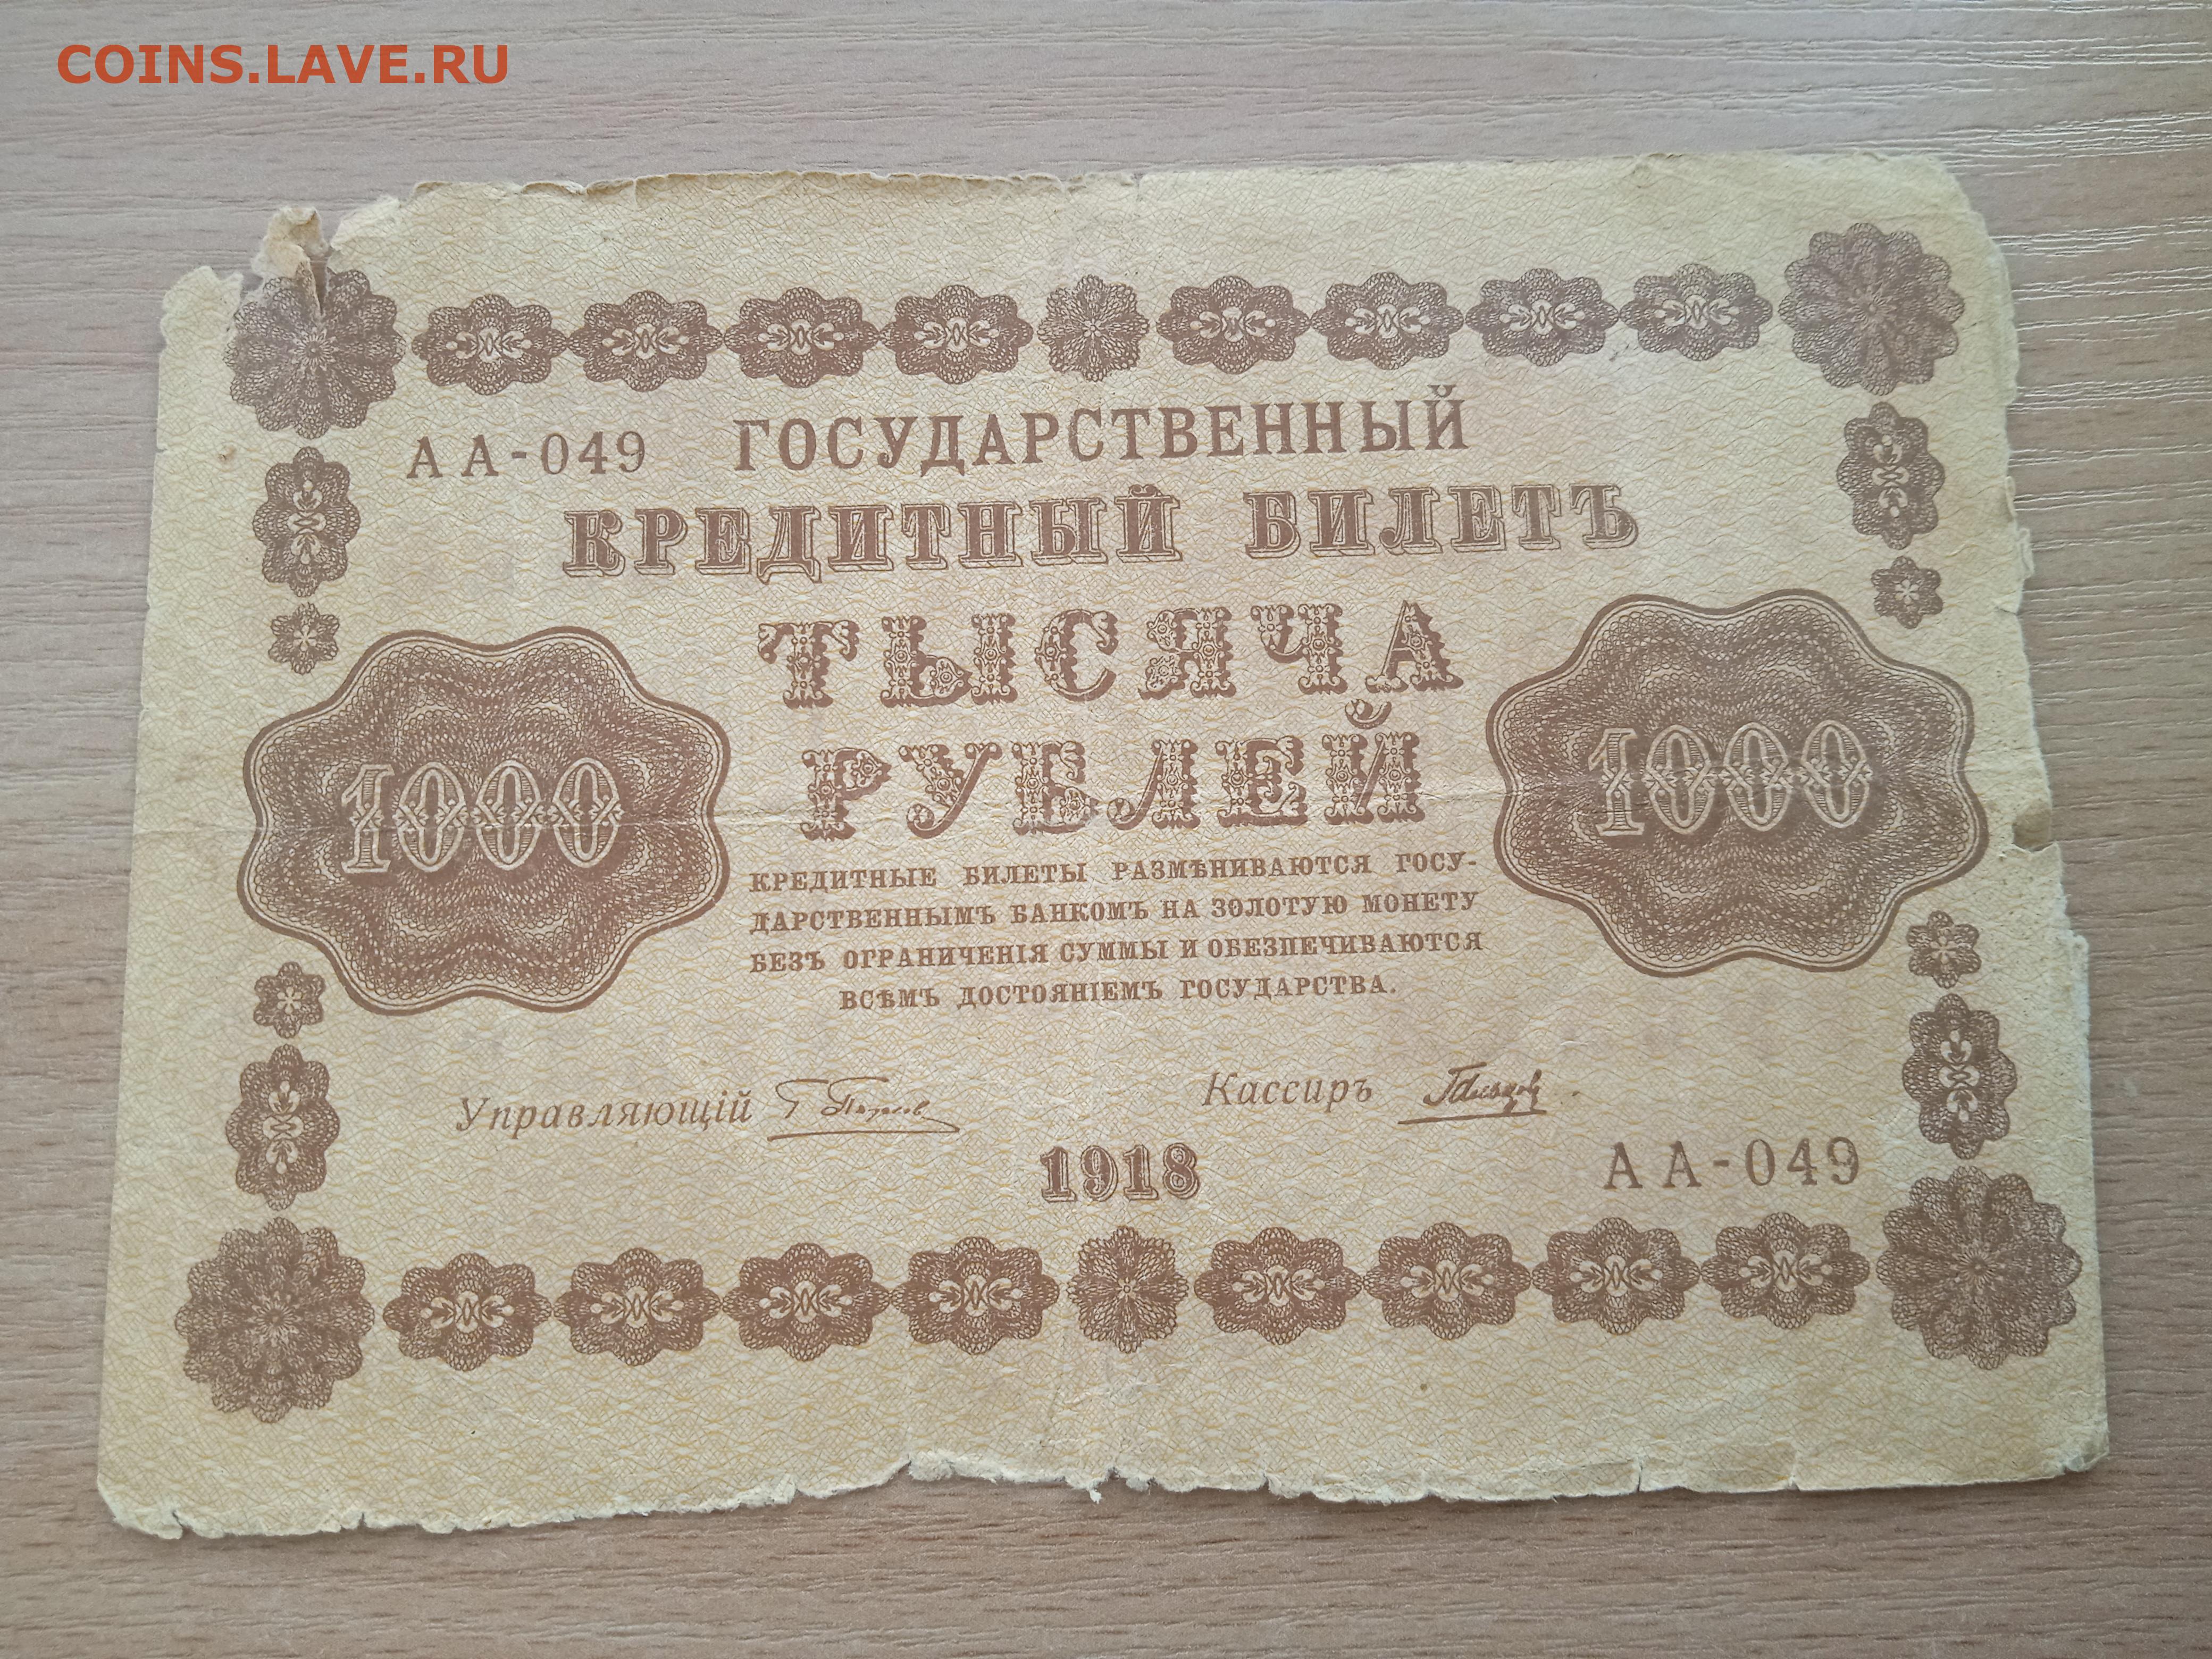 COINS.LAVE.RU
АА-049 ГОСУДАРСТВЕННЫЙ
КРЕДИТНЫЙ БИЛЕТЪ
ТЫСЯЧА
РУБЛЕЙ
1000 1000
КРЕДИТНЫЕ БИЛЕТЫ РАЗМѢНИВАЮТСЯ ГОСУ-
ДАРСТВЕННЫМЪ БАНКОМЪ НА ЗОЛОТУЮ МОНЕТУ
БЕЗЪ ОГРАНИЧЕНІЯ СУММЫ И ОБЕЗПЕЧИВАЮТСЯ
ВСѢМЪ ДОСТОЯНІЕМЪ ГОСУДАРСТВА.
Управляющій Кассиръ
1918
АА-049